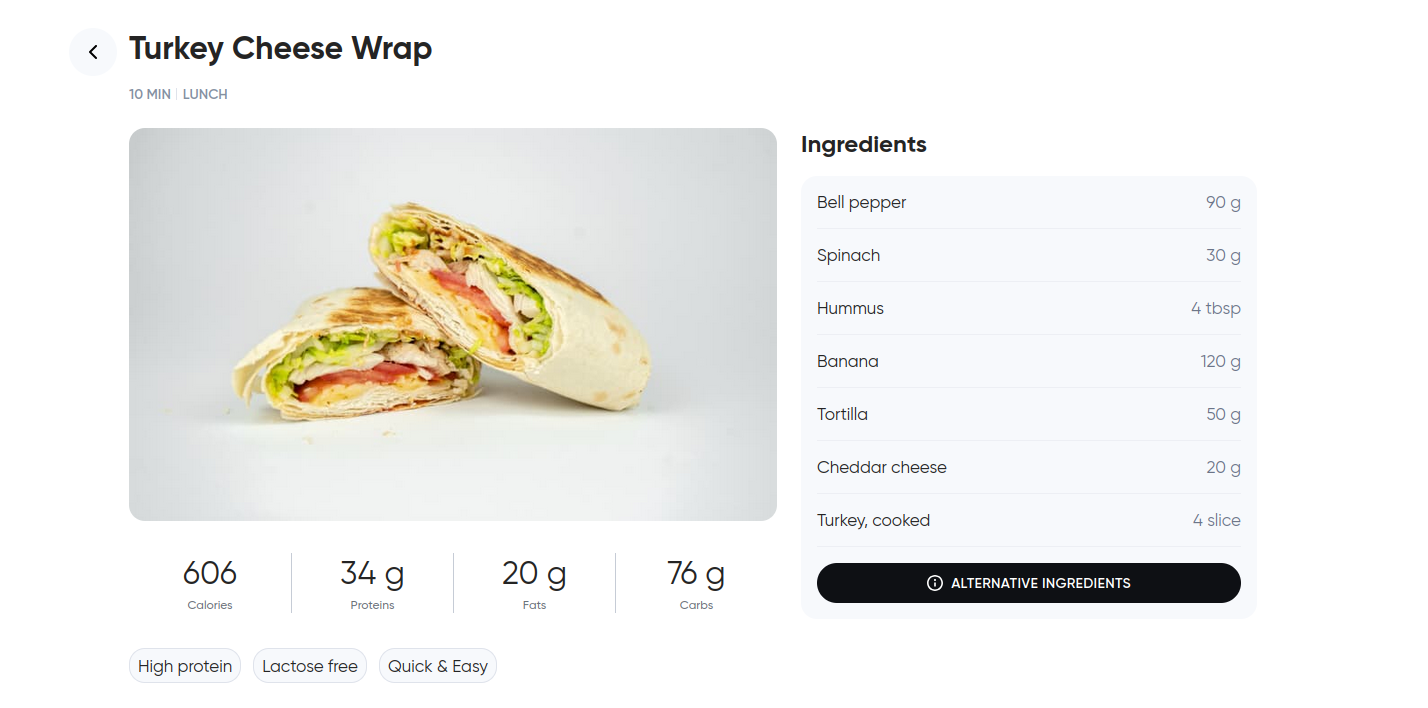 Turkey Cheese Wrap
10 MIN | LUNCH
Ingredients
Bell pepper 90 g
Spinach 30 g
Hummus 4 tbsp
Banana 120 g
Tortilla 50 g
Cheddar cheese 20 g
Turkey, cooked 4 slice
ALTERNATIVE INGREDIENTS
606 34 g 20 g 76 g
Calories Proteins Fats Carbs
High protein Lactose free Quick & Easy